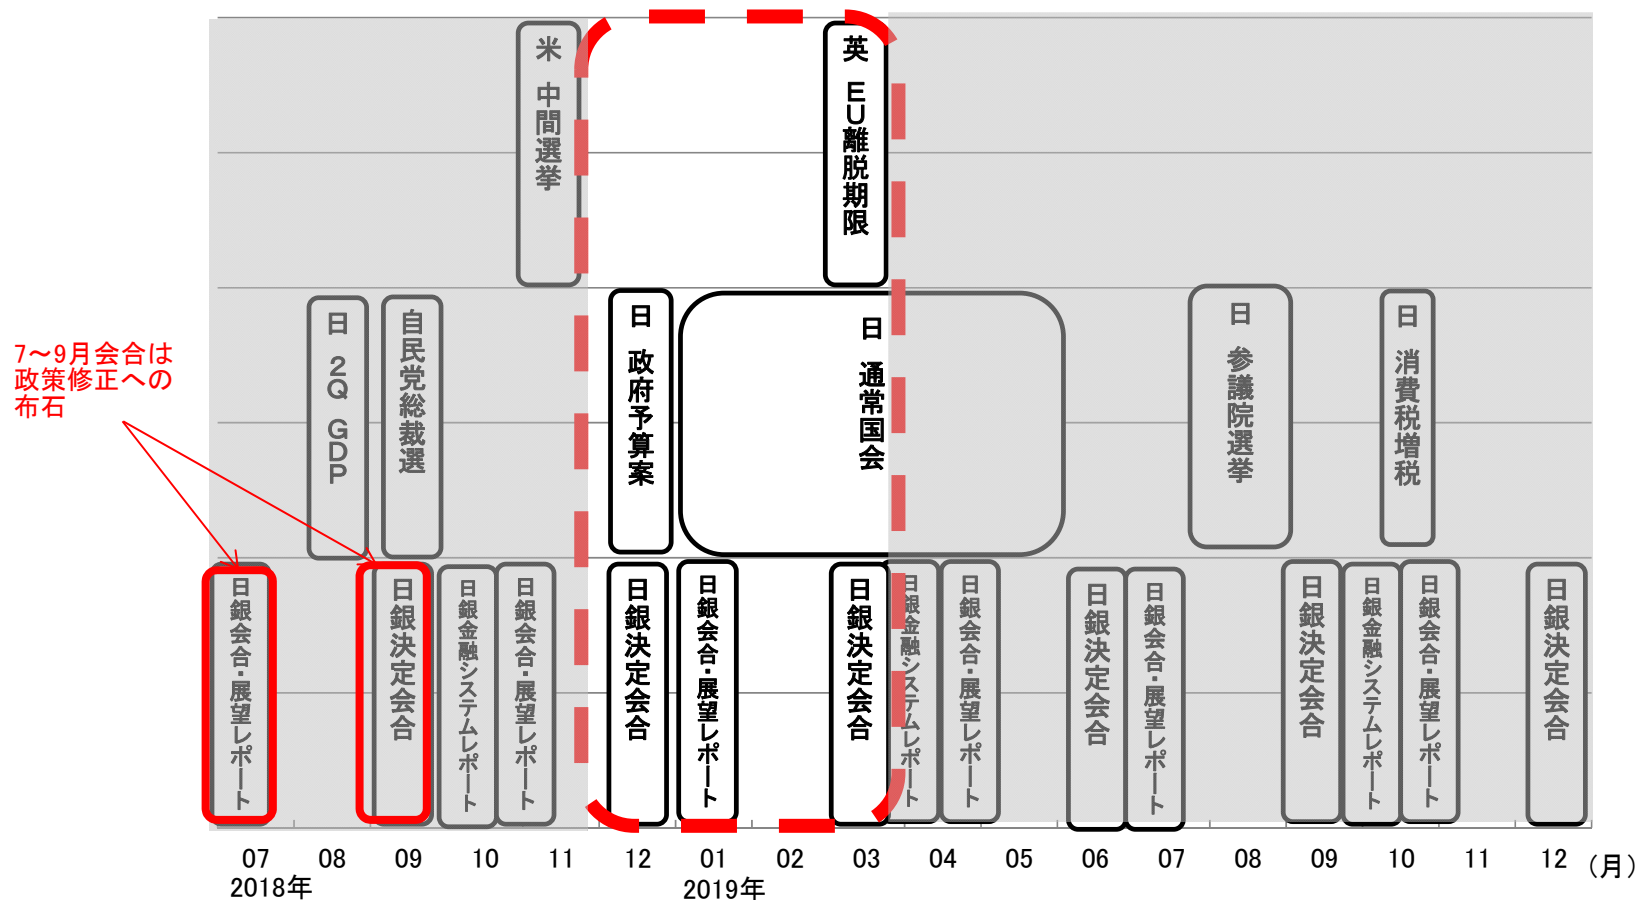 米 中間選挙
英 EU離脱期限
日 2Q GDP
自民党総裁選
日 政府予算案
日 通常国会
日 参議院選挙
日 消費税増税
7～9月会合は
政策修正への
布石
日銀会合・展望レポート
日銀決定会合
日銀金融システムレポート
日銀会合・展望レポート
日銀決定会合
日銀会合・展望レポート
日銀決定会合
日銀金融システムレポート
日銀会合・展望レポート
日銀決定会合
日銀会合・展望レポート
日銀決定会合
日銀金融システムレポート
日銀会合・展望レポート
日銀決定会合
07 08 09 10 11 12 01 02 03 04 05 06 07 08 09 10 11 12 (月)
2018年 2019年